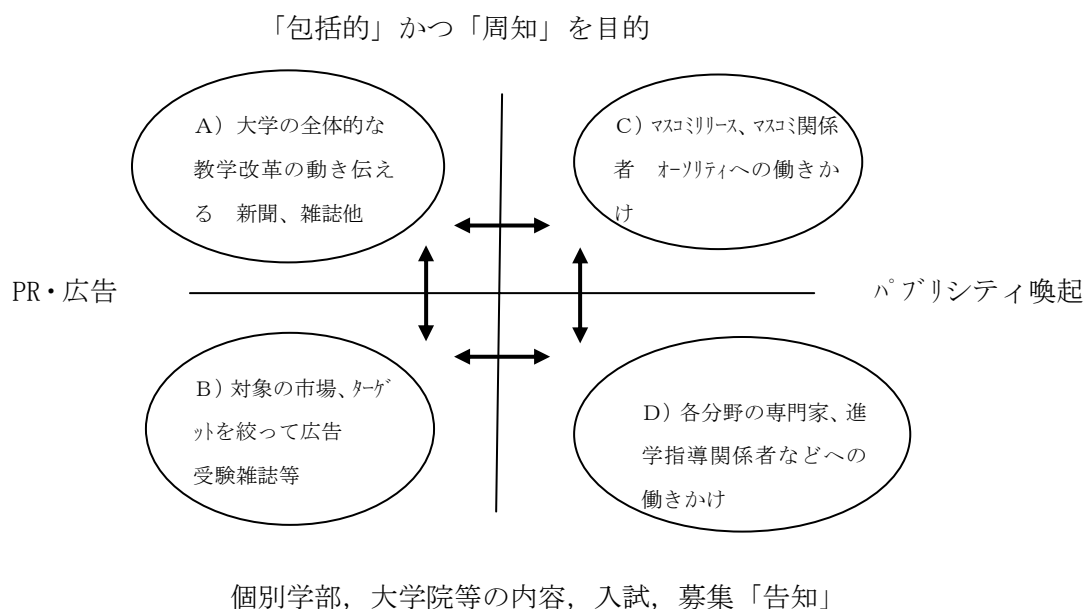 「包括的」かつ「周知」を目的
A）大学の全体的な
教学改革の動き伝え
る　新聞、雑誌他
C）ﾏｽｺﾐﾘﾘｰｽ、ﾏｽｺﾐ関係
者　ｵｰｿﾘﾃｨへの働きか
け
PR・広告
パブリシティ喚起
B）対象の市場、ﾀｰｹﾞ
ｯﾄを絞って広告
受験雑誌等
D）各分野の専門家、進
学指導関係者などへの
働きかけ
個別学部，大学院等の内容，入試，募集「告知」